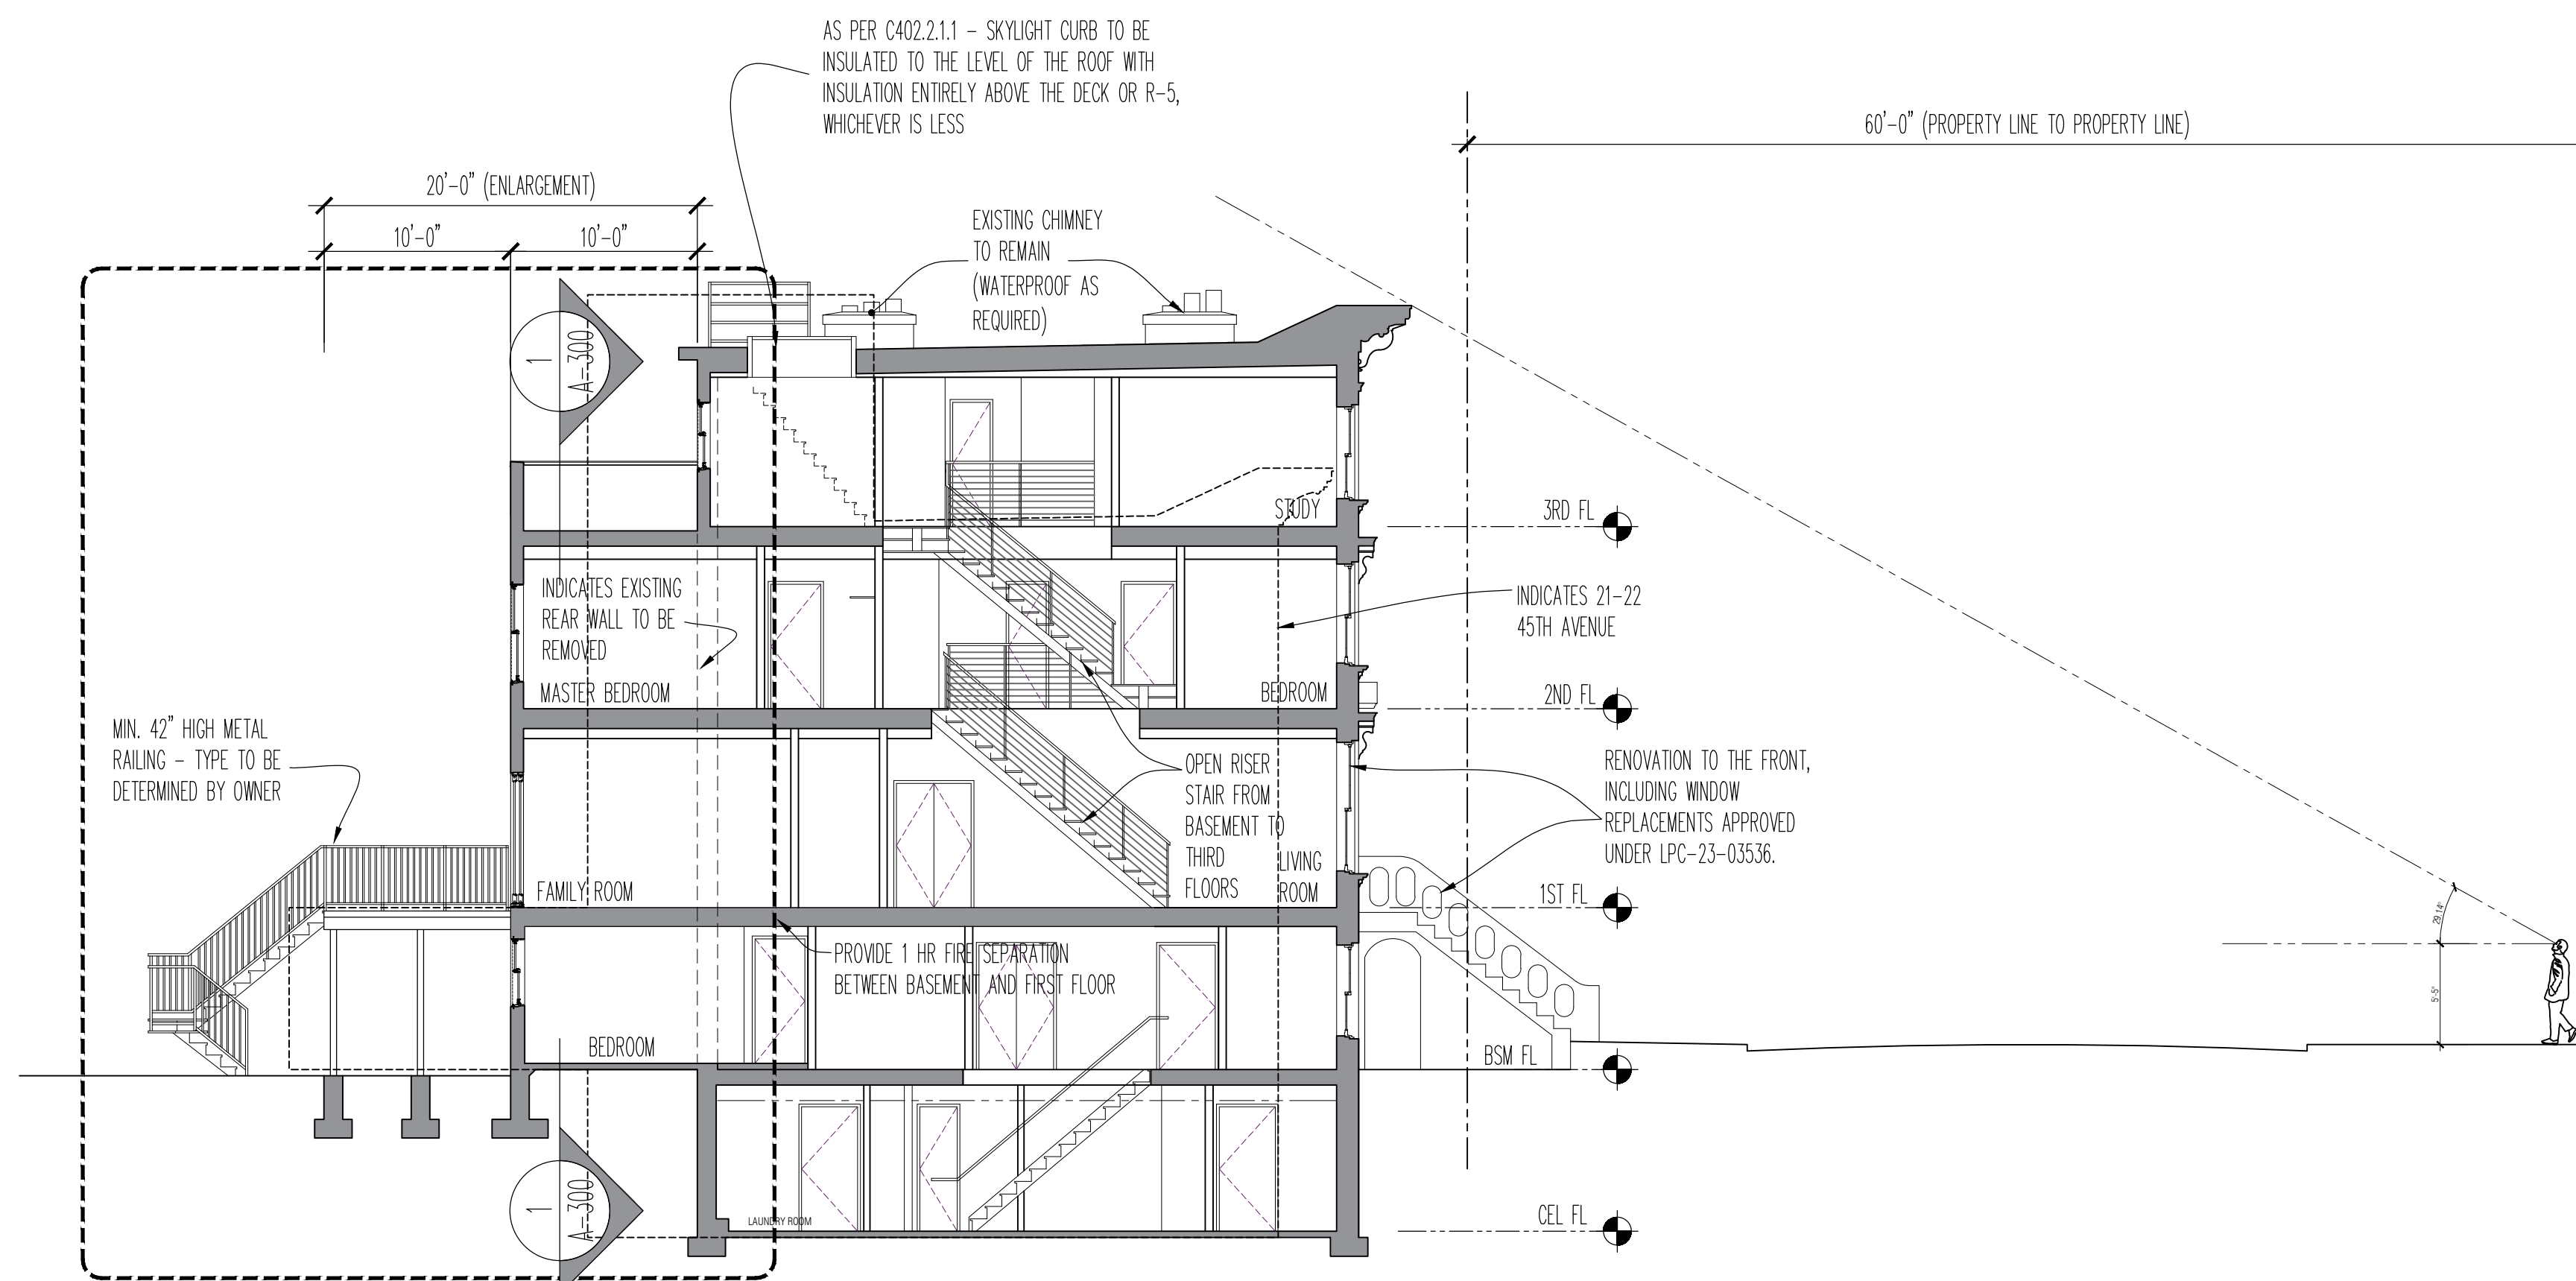 AS PER C402.2.1.1 – SKYLIGHT CURB TO BE
INSULATED TO THE LEVEL OF THE ROOF WITH
INSULATION ENTIRELY ABOVE THE DECK OR R-5,
WHICHEVER IS LESS
60'-0" (PROPERTY LINE TO PROPERTY LINE)
20'-0" (ENLARGEMENT)
10'-0"
10'-0"
EXISTING CHIMNEY
TO REMAIN
(WATERPROOF AS
REQUIRED)
1
A-300
STUDY
3RD FL
INDICATES EXISTING
REAR WALL TO BE
REMOVED
INDICATES 21-22
45TH AVENUE
MASTER BEDROOM
BEDROOM
2ND FL
MIN. 42" HIGH METAL
RAILING – TYPE TO BE
DETERMINED BY OWNER
OPEN RISER
STAIR FROM
BASEMENT TO
THIRD
FLOORS
RENOVATION TO THE FRONT,
INCLUDING WINDOW
REPLACEMENTS APPROVED
UNDER LPC-23-03536.
FAMILY ROOM
LIVING
ROOM
1ST FL
29.14°
PROVIDE 1 HR FIRE SEPARATION
BETWEEN BASEMENT AND FIRST FLOOR
5'-5"
BEDROOM
BSM FL
1
A-300
LAUNDRY ROOM
CEL FL